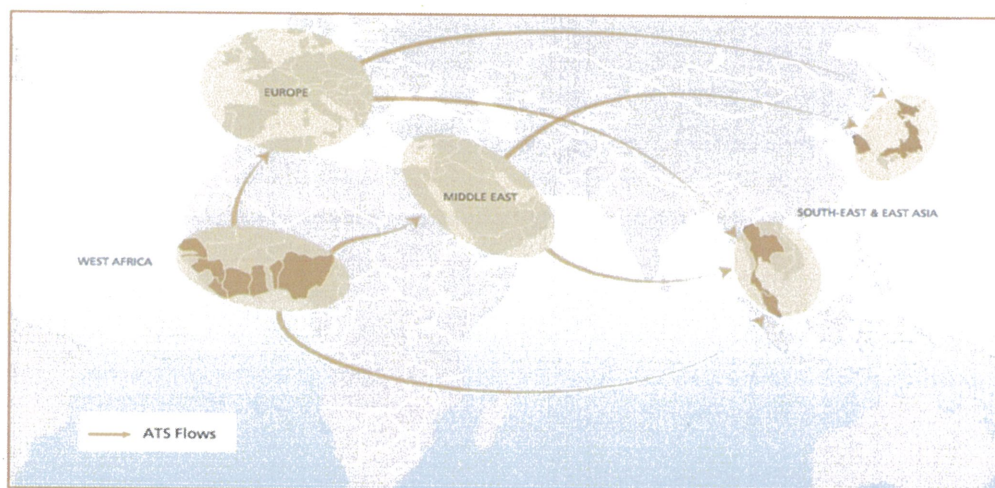 EUROPE
MIDDLE EAST
SOUTH-EAST & EAST ASIA
WEST AFRICA
ATS Flows